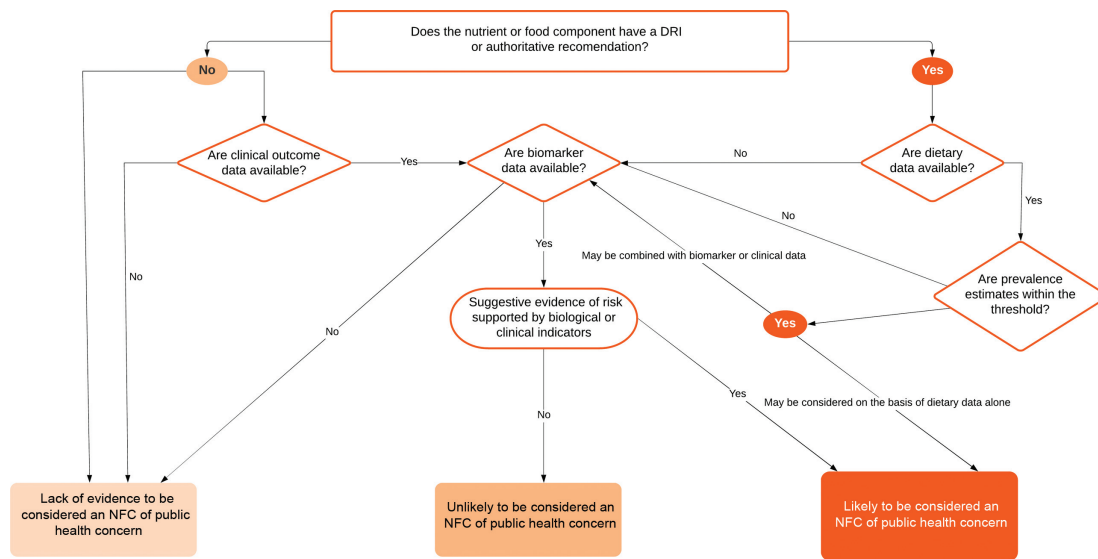 Does the nutrient or food component have a DRI
or authoritative recomendation?
No
Yes
Are clinical outcome
data available?
Yes
Are biomarker
data available?
No
Are dietary
data available?
Yes
No
No
May be combined with biomarker or clinical data
Yes
Are prevalence
estimates within the
threshold?
Suggestive evidence of risk
supported by biological or
clinical indicators
Yes
No
Yes
May be considered on the basis of dietary data alone
No
Lack of evidence to be
considered an NFC of public
health concern
Unlikely to be considered an
NFC of public health concern
Likely to be considered an
NFC of public health concern